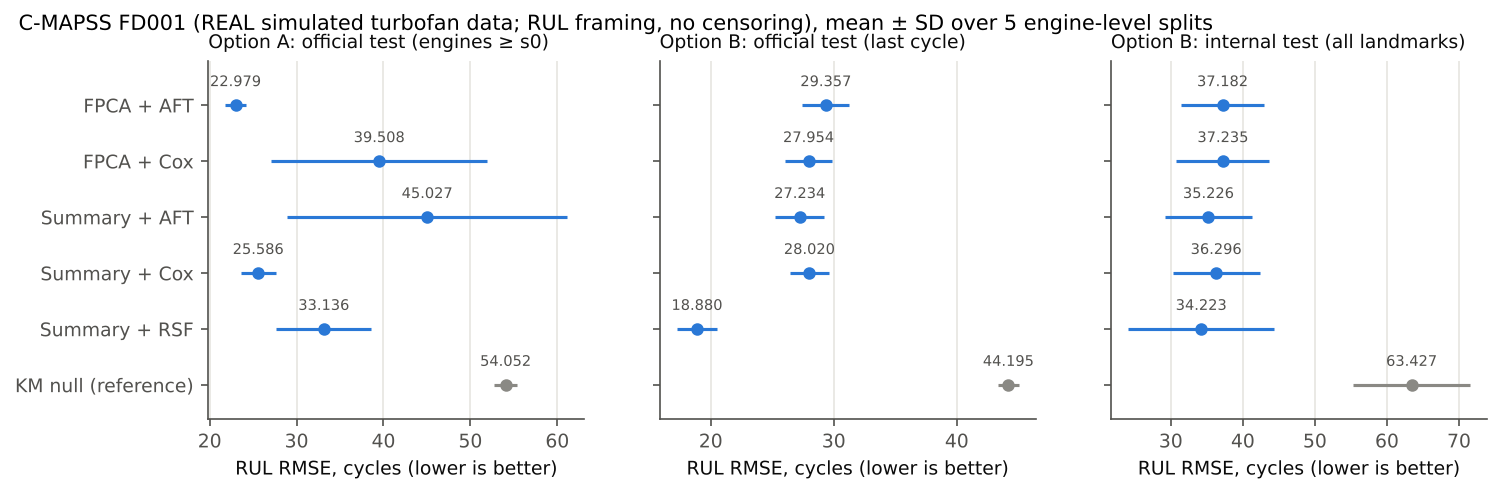 C-MAPSS FD001 (REAL simulated turbofan data; RUL framing, no censoring), mean ± SD over 5 engine-level splits
Option A: official test (engines ≥ s0)
FPCA + AFT
FPCA + Cox
Summary + AFT
Summary + Cox
Summary + RSF
KM null (reference)
22.979
39.508
45.027
25.586
33.136
54.052
20 30 40 50 60
RUL RMSE, cycles (lower is better)
Option B: official test (last cycle)
29.357
27.954
27.234
28.020
18.880
44.195
20 30 40
RUL RMSE, cycles (lower is better)
Option B: internal test (all landmarks)
37.182
37.235
35.226
36.296
34.223
63.427
30 40 50 60 70
RUL RMSE, cycles (lower is better)